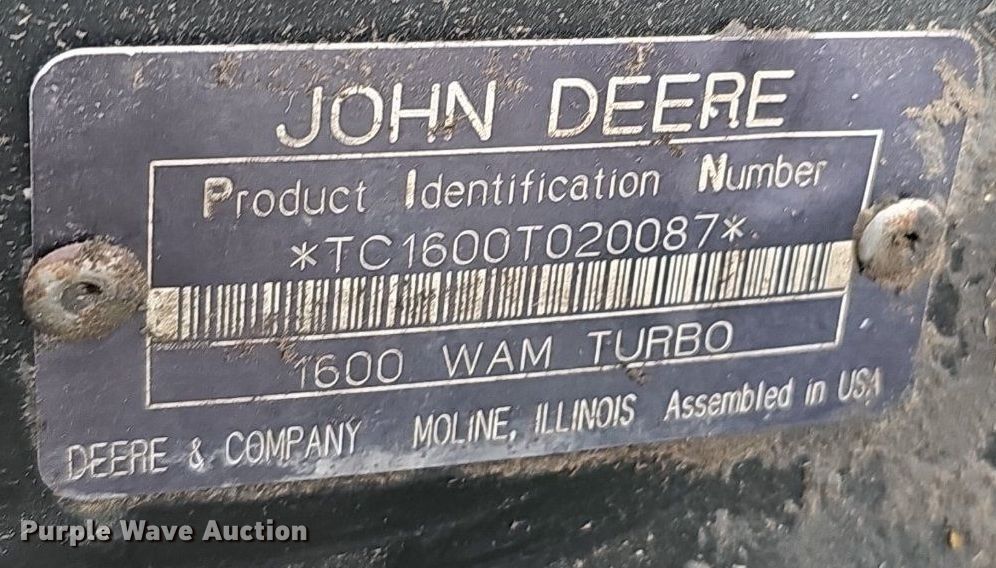 JOHN DEERE
Product Identification Number
*TC1600T020087*
1600 WAM TURBO
DEERE & COMPANY MOLINE, ILLINOIS Assembled in USA
Purple Wave Auction